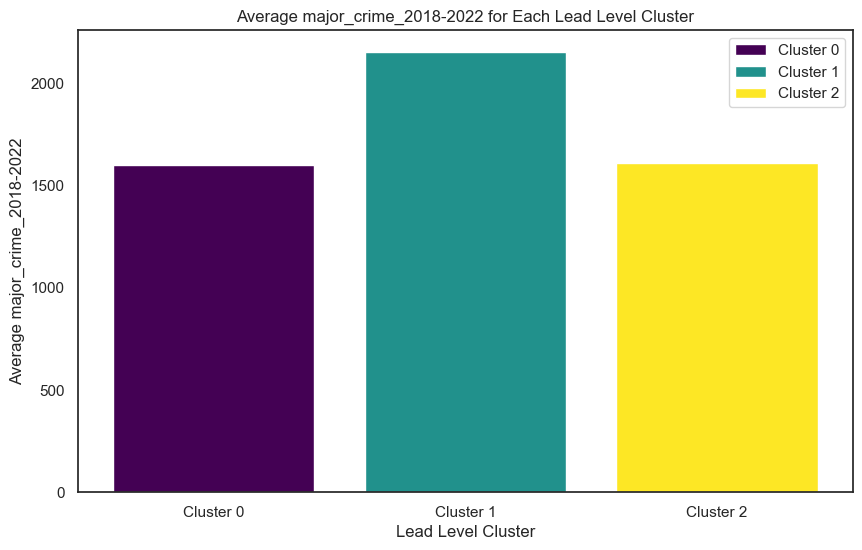 Average major_crime_2018-2022 for Each Lead Level Cluster
Cluster 0
Cluster 1
Cluster 2
Average major_crime_2018-2022
2000
1500
1000
500
0
Cluster 0
Cluster 1
Cluster 2
Lead Level Cluster